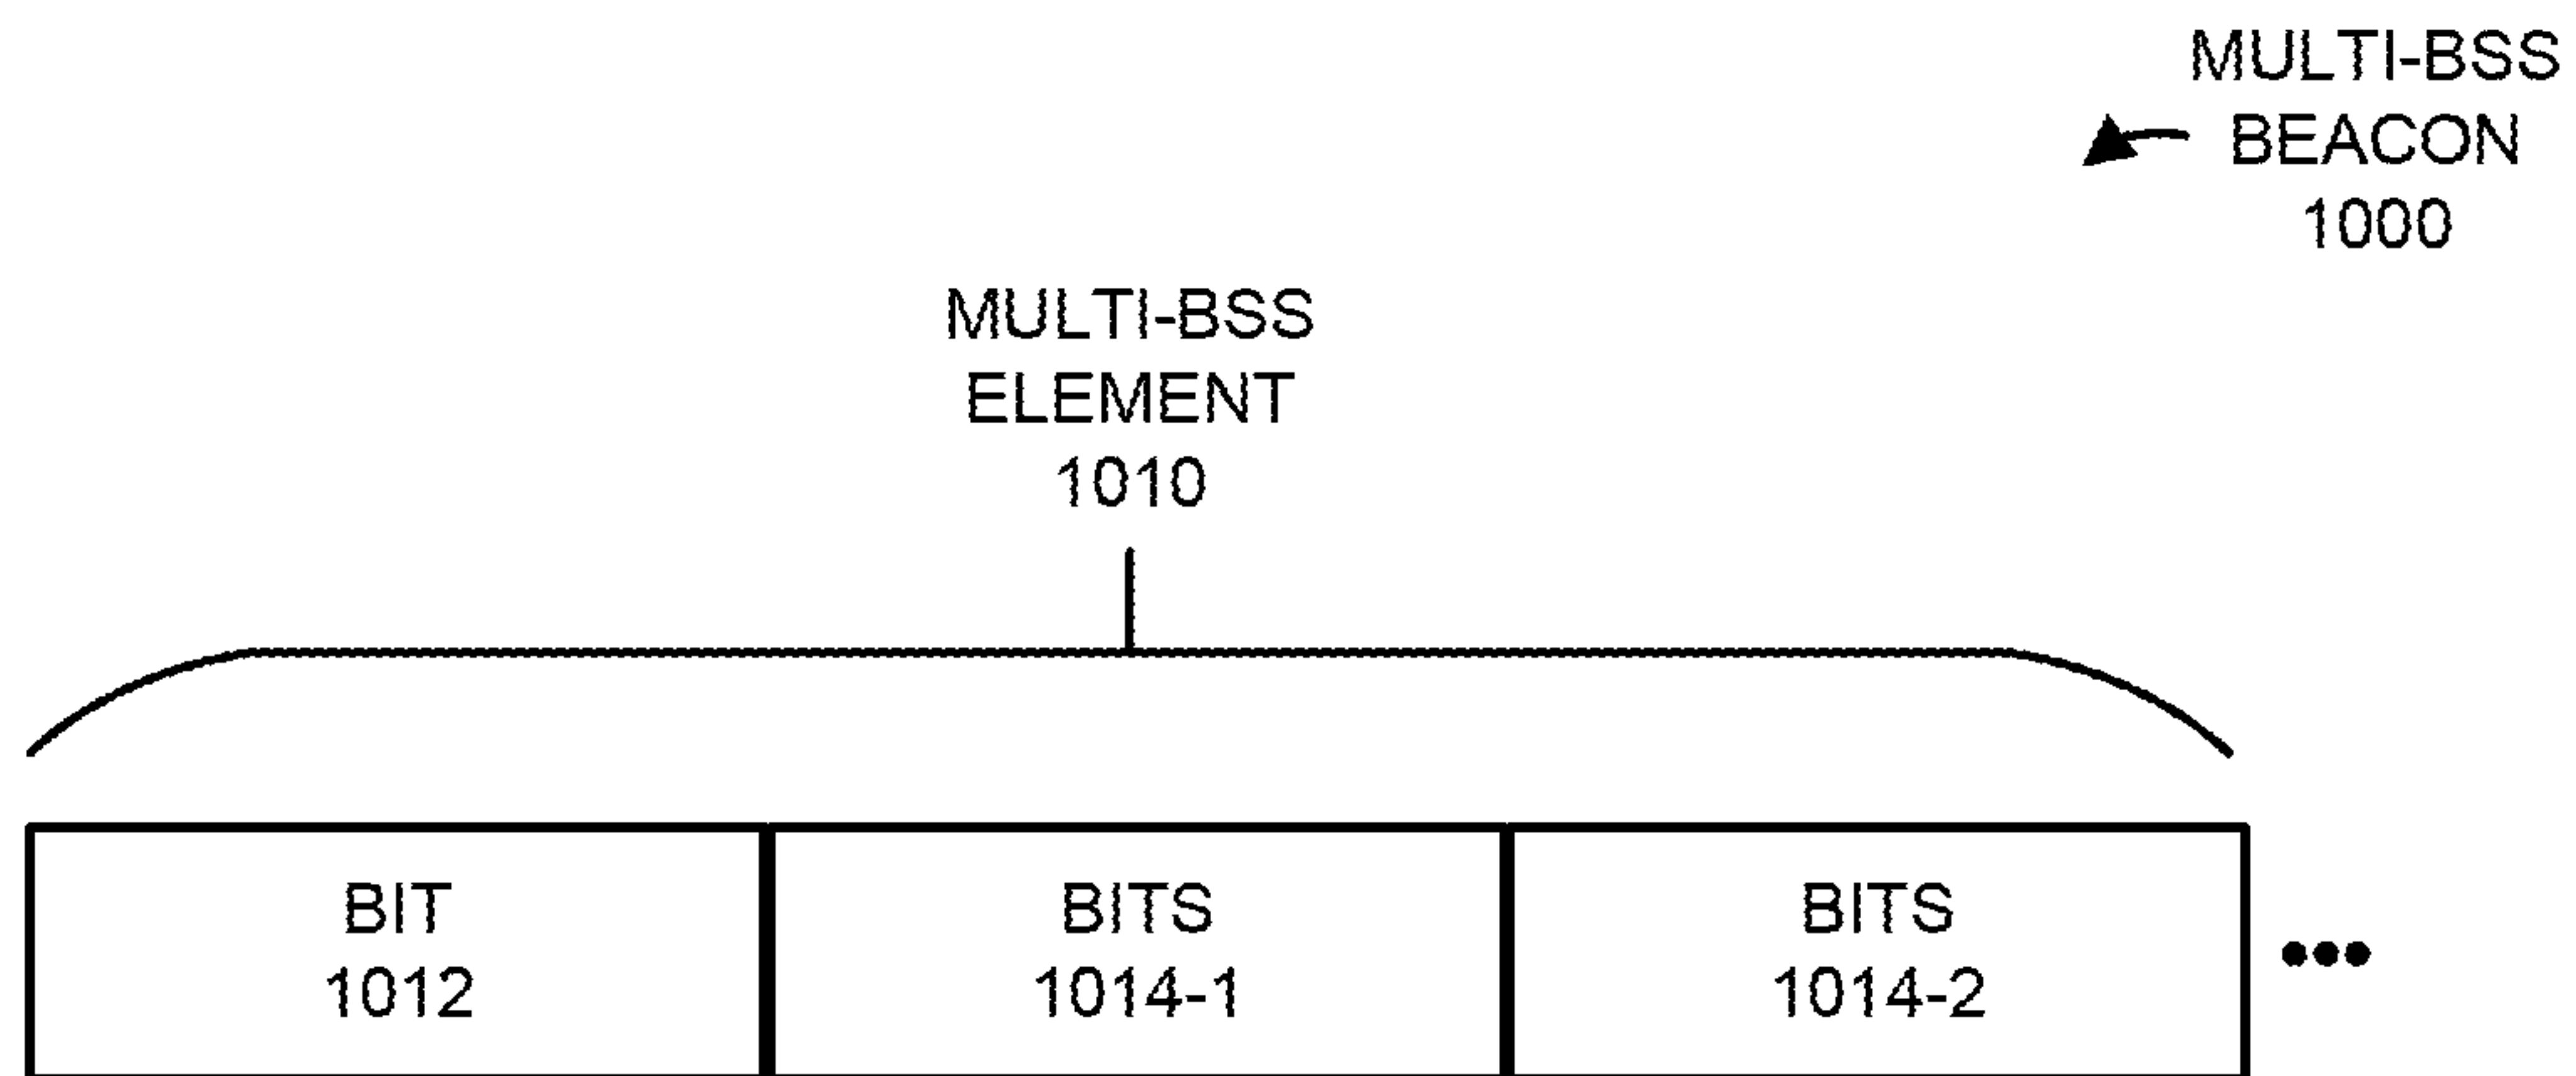 MULTI-BSS
BEACON
1000
MULTI-BSS
ELEMENT
1010
BIT
1012
BITS
1014-1
BITS
1014-2
•••